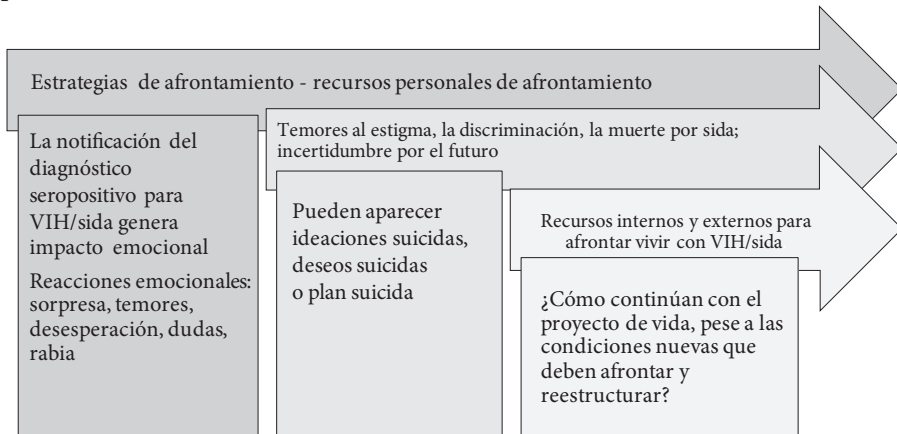 Estrategias de afrontamiento - recursos personales de afrontamiento
La notificación del
diagnóstico
seropositivo para
VIH/sida genera
impacto emocional
Reacciones emocionales:
sorpresa, temores,
desesperación, dudas,
rabia
Temores al estigma, la discriminación, la muerte por sida;
incertidumbre por el futuro
Pueden aparecer
ideaciones suicidas,
deseos suicidas
o plan suicida
Recursos internos y externos para
afrontar vivir con VIH/sida
¿Cómo continúan con el
proyecto de vida, pese a las
condiciones nuevas que
deben afrontar y
reestructurar?